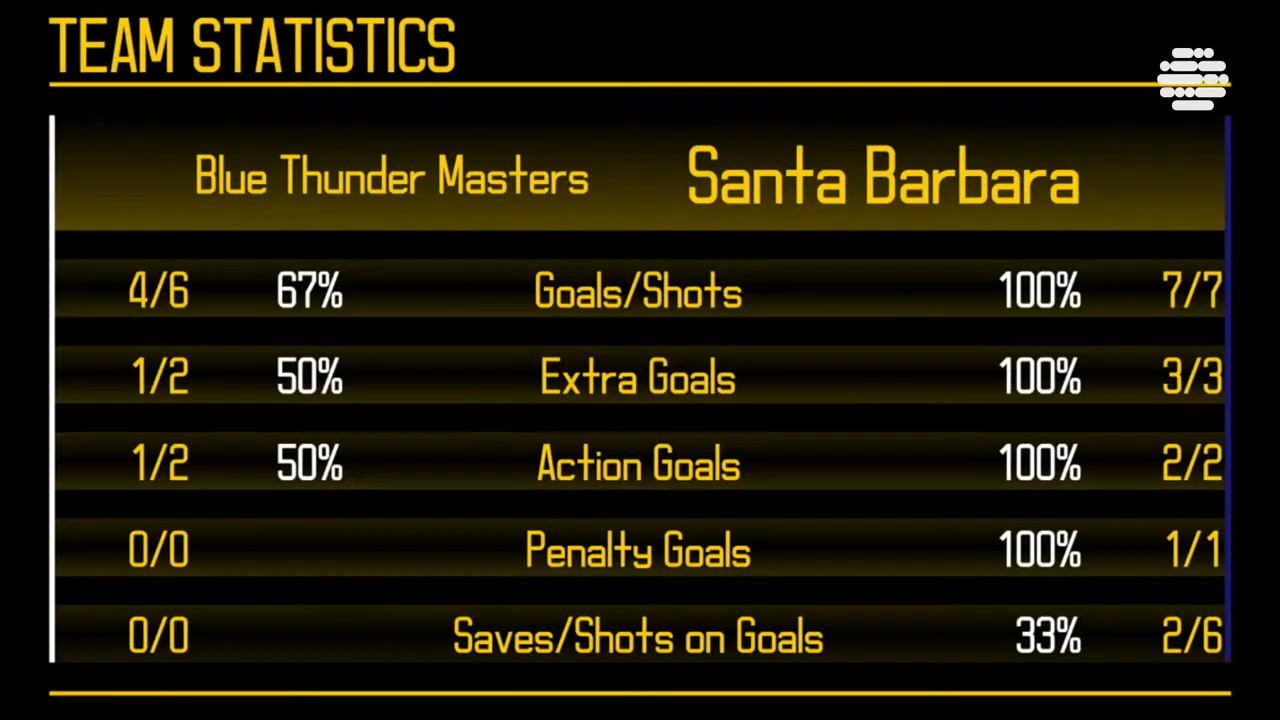 TEAM STATISTICS
Blue Thunder Masters Santa Barbara
4/6 67% Goals/Shots 100% 7/7
1/2 50% Extra Goals 100% 3/3
1/2 50% Action Goals 100% 2/2
0/0 Penalty Goals 100% 1/1
0/0 Saves/Shots on Goals 33% 2/6